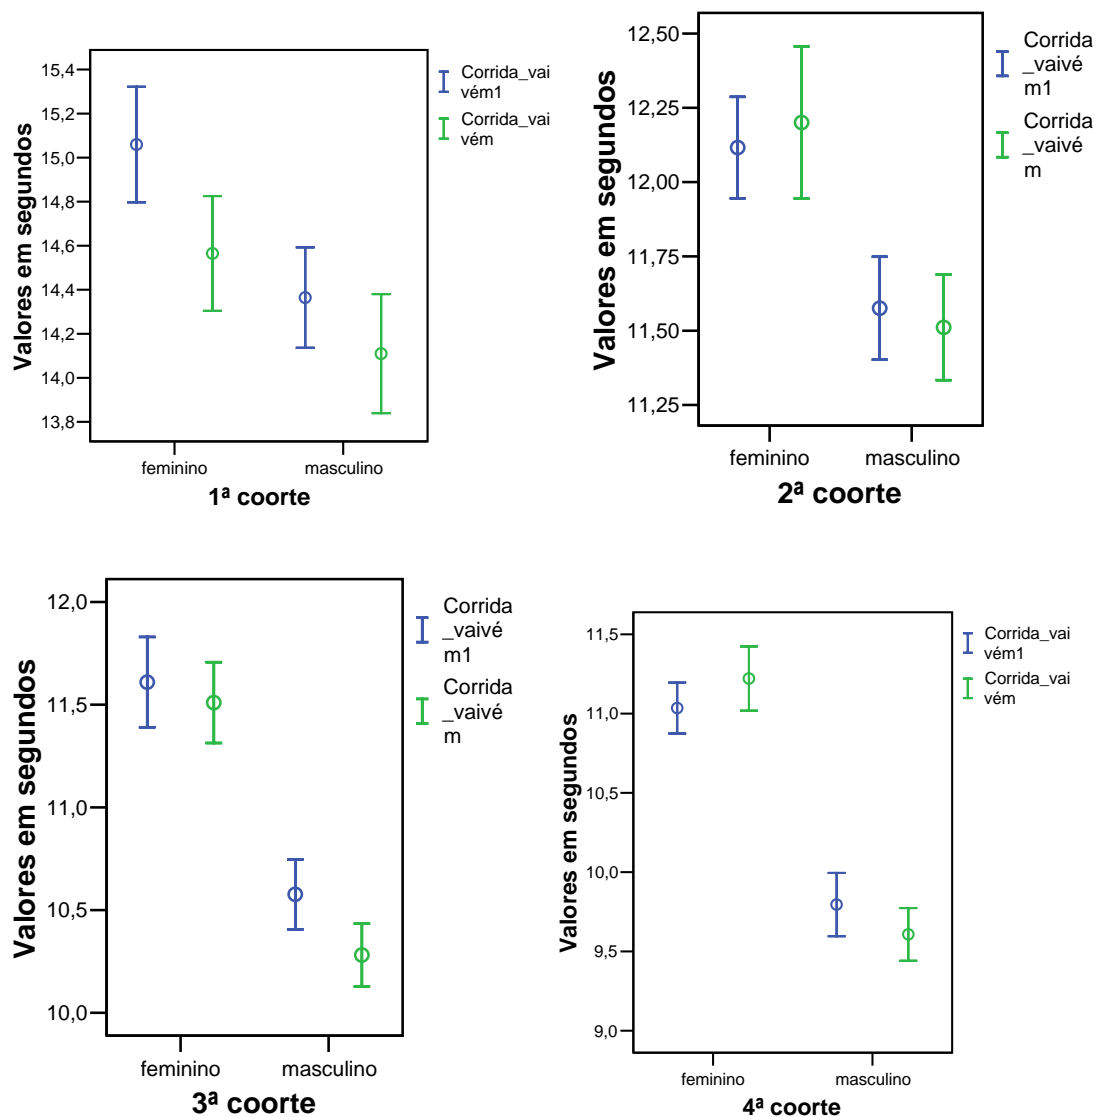 Valores em segundos
15,4
15,2
15,0
14,8
14,6
14,4
14,2
14,0
13,8
feminino
masculino
1ª coorte
Corrida_vai
vém1
Corrida_vai
vém
Valores em segundos
12,50
12,25
12,00
11,75
11,50
11,25
feminino
masculino
2ª coorte
Corrida
_vaivé
m1
Corrida
_vaivé
m
Valores em segundos
12,0
11,5
11,0
10,5
10,0
feminino
masculino
3ª coorte
Corrida
_vaivé
m1
Corrida
_vaivé
m
Valores em segundos
11,5
11,0
10,5
10,0
9,5
9,0
feminino
masculino
4ª coorte
Corrida_vai
vém1
Corrida_vai
vém